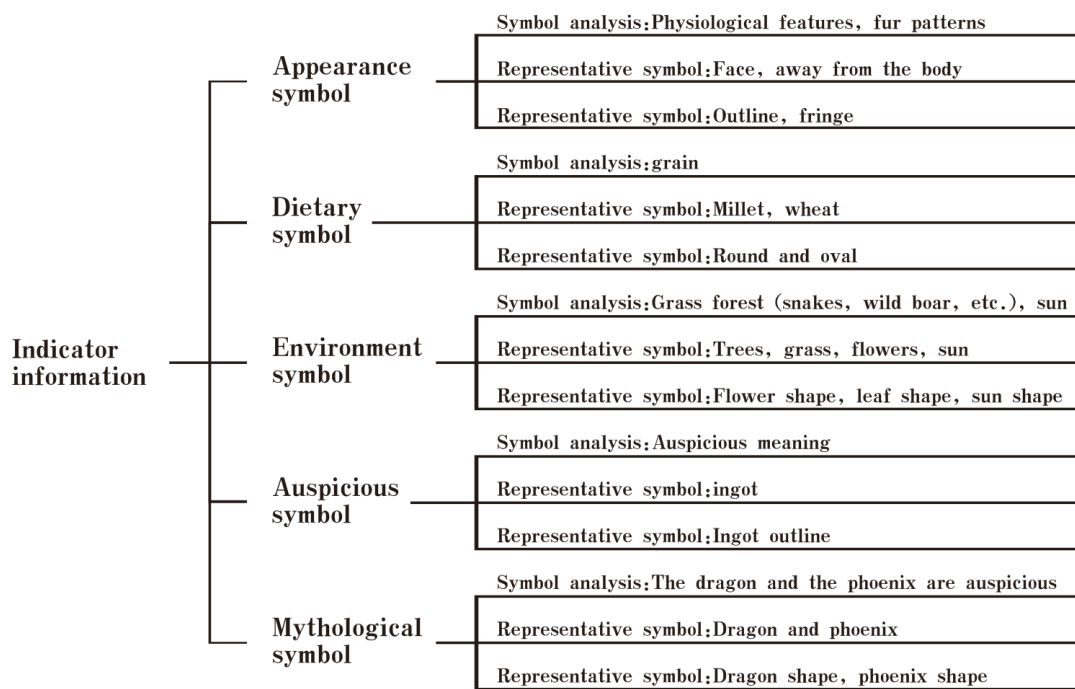 Indicator
information
Appearance
symbol
Symbol analysis:Physiological features, fur patterns
Representative symbol:Face, away from the body
Representative symbol:Outline, fringe
Dietary
symbol
Symbol analysis:grain
Representative symbol:Millet, wheat
Representative symbol:Round and oval
Environment
symbol
Symbol analysis:Grass forest (snakes, wild boar, etc.), sun
Representative symbol:Trees, grass, flowers, sun
Representative symbol:Flower shape, leaf shape, sun shape
Auspicious
symbol
Symbol analysis:Auspicious meaning
Representative symbol:ingot
Representative symbol:Ingot outline
Mythological
symbol
Symbol analysis:The dragon and the phoenix are auspicious
Representative symbol:Dragon and phoenix
Representative symbol:Dragon shape, phoenix shape